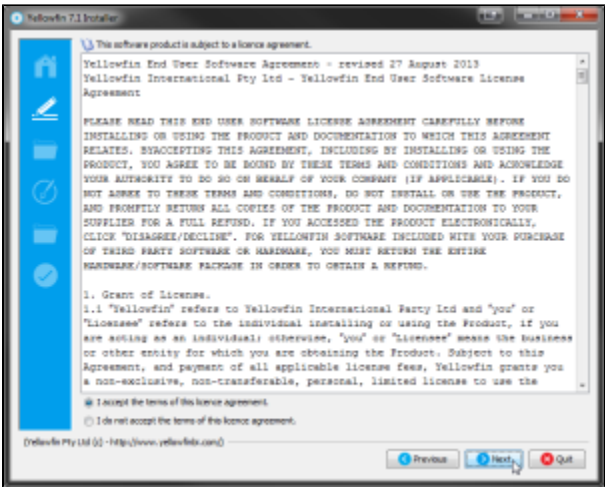 Yellowfin 7.1 Installer
This software product is subject to a licence agreement.
Yellowfin End User Software Agreement - revised 27 August 2013
Yellowfin International Pty Ltd - Yellowfin End User Software License
Agreement
PLEASE READ THIS END USER SOFTWARE LICENSE AGREEMENT CAREFULLY BEFORE
INSTALLING OR USING THE PRODUCT AND DOCUMENTATION TO WHICH THIS AGREEMENT
RELATES. BYACCEPTING THIS AGREEMENT, INCLUDING BY INSTALLING OR USING THE
PRODUCT, YOU AGREE TO BE BOUND BY THESE TERMS AND CONDITIONS AND ACKNOWLEDGE
YOUR AUTHORITY TO DO SO ON BEHALF OF YOUR COMPANY (IF APPLICABLE). IF YOU DO
NOT AGREE TO THESE TERMS AND CONDITIONS, DO NOT INSTALL OR USE THE PRODUCT,
AND PROMPTLY RETURN ALL COPIES OF THE PRODUCT AND DOCUMENTATION TO YOUR
SUPPLIER FOR A FULL REFUND. IF YOU ACCESSED THE PRODUCT ELECTRONICALLY,
CLICK "DISAGREE/DECLINE". FOR YELLOWFIN SOFTWARE INCLUDED WITH YOUR PURCHASE
OF THIRD PARTY SOFTWARE OR HARDWARE, YOU MUST RETURN THE ENTIRE
HARDWARE/SOFTWARE PACKAGE IN ORDER TO OBTAIN A REFUND.
1. Grant of License.
1.1 "Yellowfin" refers to Yellowfin International Party Ltd and "you" or
"Licensee" refers to the individual installing or using the Product, if you
are acting as an individual; otherwise, "you" or "Licensee" means the business
or other entity for which you are obtaining the Product. Subject to this
Agreement, and payment of all applicable license fees, Yellowfin grants you
a non-exclusive, non-transferable, personal, limited license to use the
I accept the terms of this licence agreement.
I do not accept the terms of this licence agreement.
(Yellowfin Pty Ltd (c) - http://www.yellowfinbi.com/)
Previous
Next
Quit